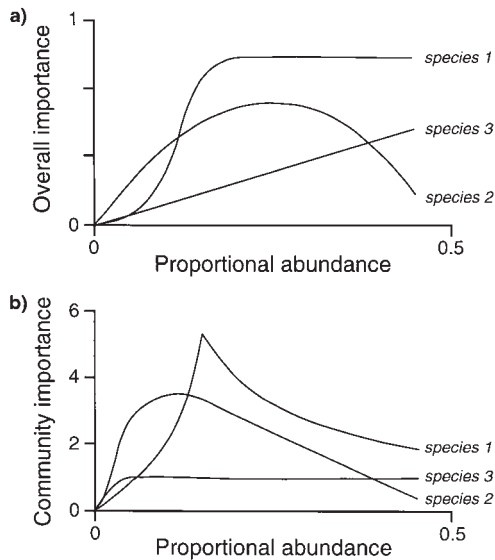 a)
1
Overall importance
0
0
0.5
Proportional abundance
species 1
species 3
species 2
b)
6
4
2
0
Community importance
0
0.5
Proportional abundance
species 1
species 3
species 2